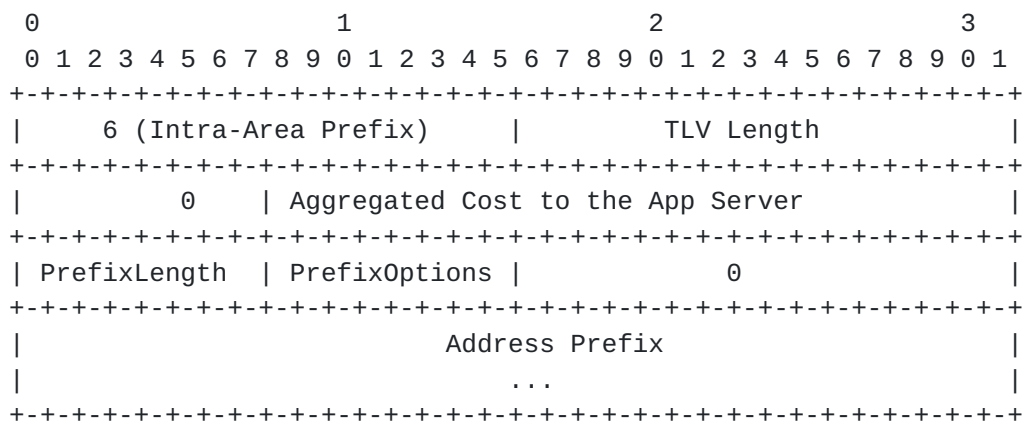 0                   1                   2                   3
 0 1 2 3 4 5 6 7 8 9 0 1 2 3 4 5 6 7 8 9 0 1 2 3 4 5 6 7 8 9 0 1
+-+-+-+-+-+-+-+-+-+-+-+-+-+-+-+-+-+-+-+-+-+-+-+-+-+-+-+-+-+-+-+-+
|     6 (Intra-Area Prefix)     |         TLV Length            |
+-+-+-+-+-+-+-+-+-+-+-+-+-+-+-+-+-+-+-+-+-+-+-+-+-+-+-+-+-+-+-+-+
|          0    | Aggregated Cost to the App Server             |
+-+-+-+-+-+-+-+-+-+-+-+-+-+-+-+-+-+-+-+-+-+-+-+-+-+-+-+-+-+-+-+-+
| PrefixLength  | PrefixOptions |             0                 |
+-+-+-+-+-+-+-+-+-+-+-+-+-+-+-+-+-+-+-+-+-+-+-+-+-+-+-+-+-+-+-+-+
|                           Address Prefix                      |
|                               ...                             |
+-+-+-+-+-+-+-+-+-+-+-+-+-+-+-+-+-+-+-+-+-+-+-+-+-+-+-+-+-+-+-+-+